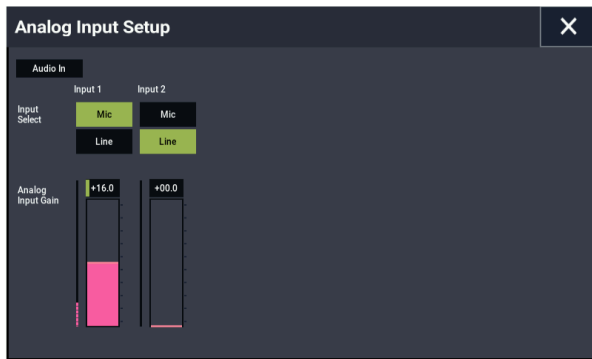 Analog Input Setup
Audio In
Input 1 Input 2
Input
Select
Mic Mic
Line Line
Analog
Input Gain
+16.0 +00.0